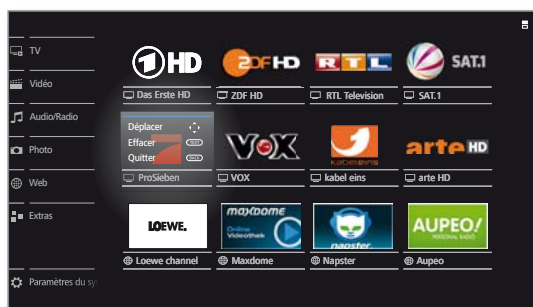 TV
Vidéo
Audio/Radio
Photo
Web
Extras
Paramètres du sy
1 HD
ZDF HD
RTL
SAT.1
Das Erste HD
ZDF HD
RTL Television
SAT.1
Déplacer
Effacer
Quitter
VOX
kabel eins
arte HD
ProSieben
VOX
kabel eins
arte HD
LOEWE.
maxdome
Online
Videothek
napster.
AUPEO!
PERSONAL RADIO
Loewe channel
Maxdome
Napster
Aupeo